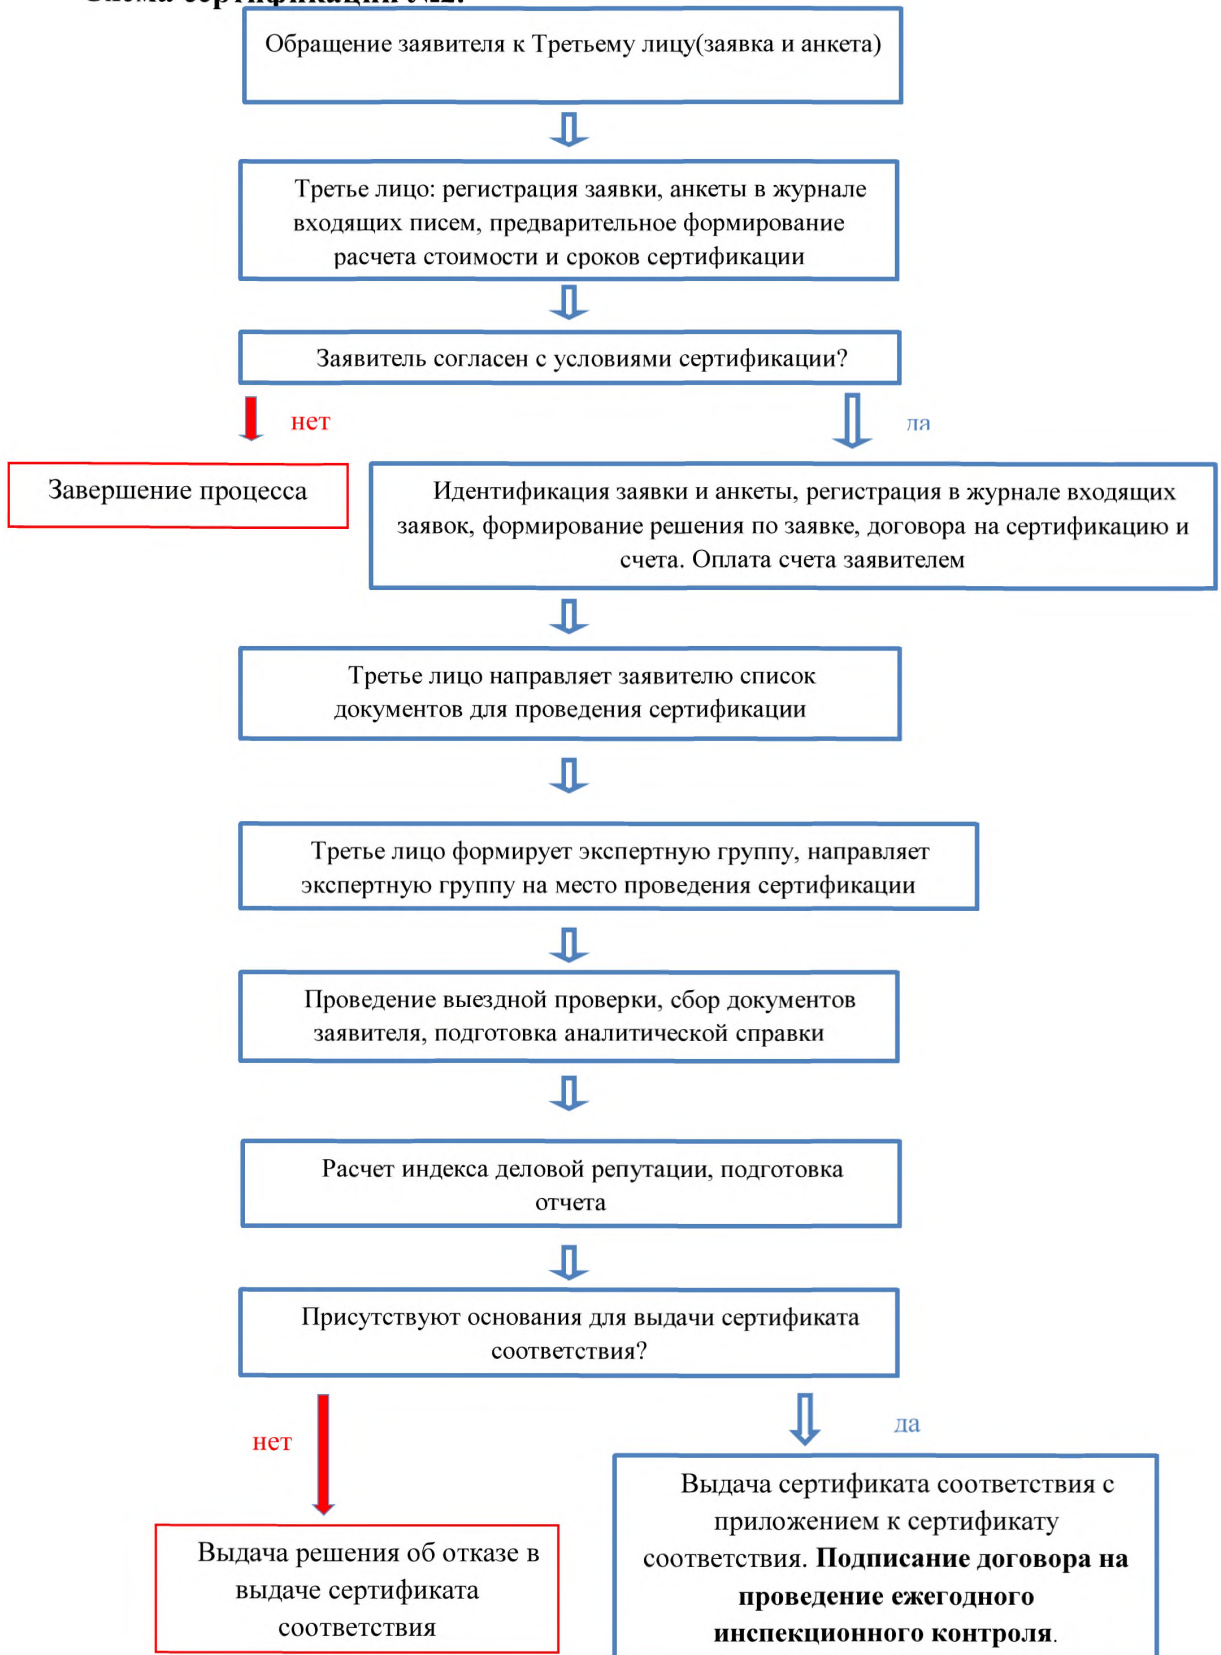 Схема сертификации №2:
Обращение заявителя к Третьему лицу(заявка и анкета)
Третье лицо: регистрация заявки, анкеты в журнале
входящих писем, предварительное формирование
расчета стоимости и сроков сертификации
Заявитель согласен с условиями сертификации?
нет
да
Завершение процесса
Идентификация заявки и анкеты, регистрация в журнале входящих
заявок, формирование решения по заявке, договора на сертификацию и
счета. Оплата счета заявителем
Третье лицо направляет заявителю список
документов для проведения сертификации
Третье лицо формирует экспертную группу, направляет
экспертную группу на место проведения сертификации
Проведение выездной проверки, сбор документов
заявителя, подготовка аналитической справки
Расчет индекса деловой репутации, подготовка
отчета
Присутствуют основания для выдачи сертификата
соответствия?
нет
да
Выдача решения об отказе в
выдаче сертификата
соответствия
Выдача сертификата соответствия с
приложением к сертификату
соответствия. Подписание договора на
проведение ежегодного
инспекционного контроля.